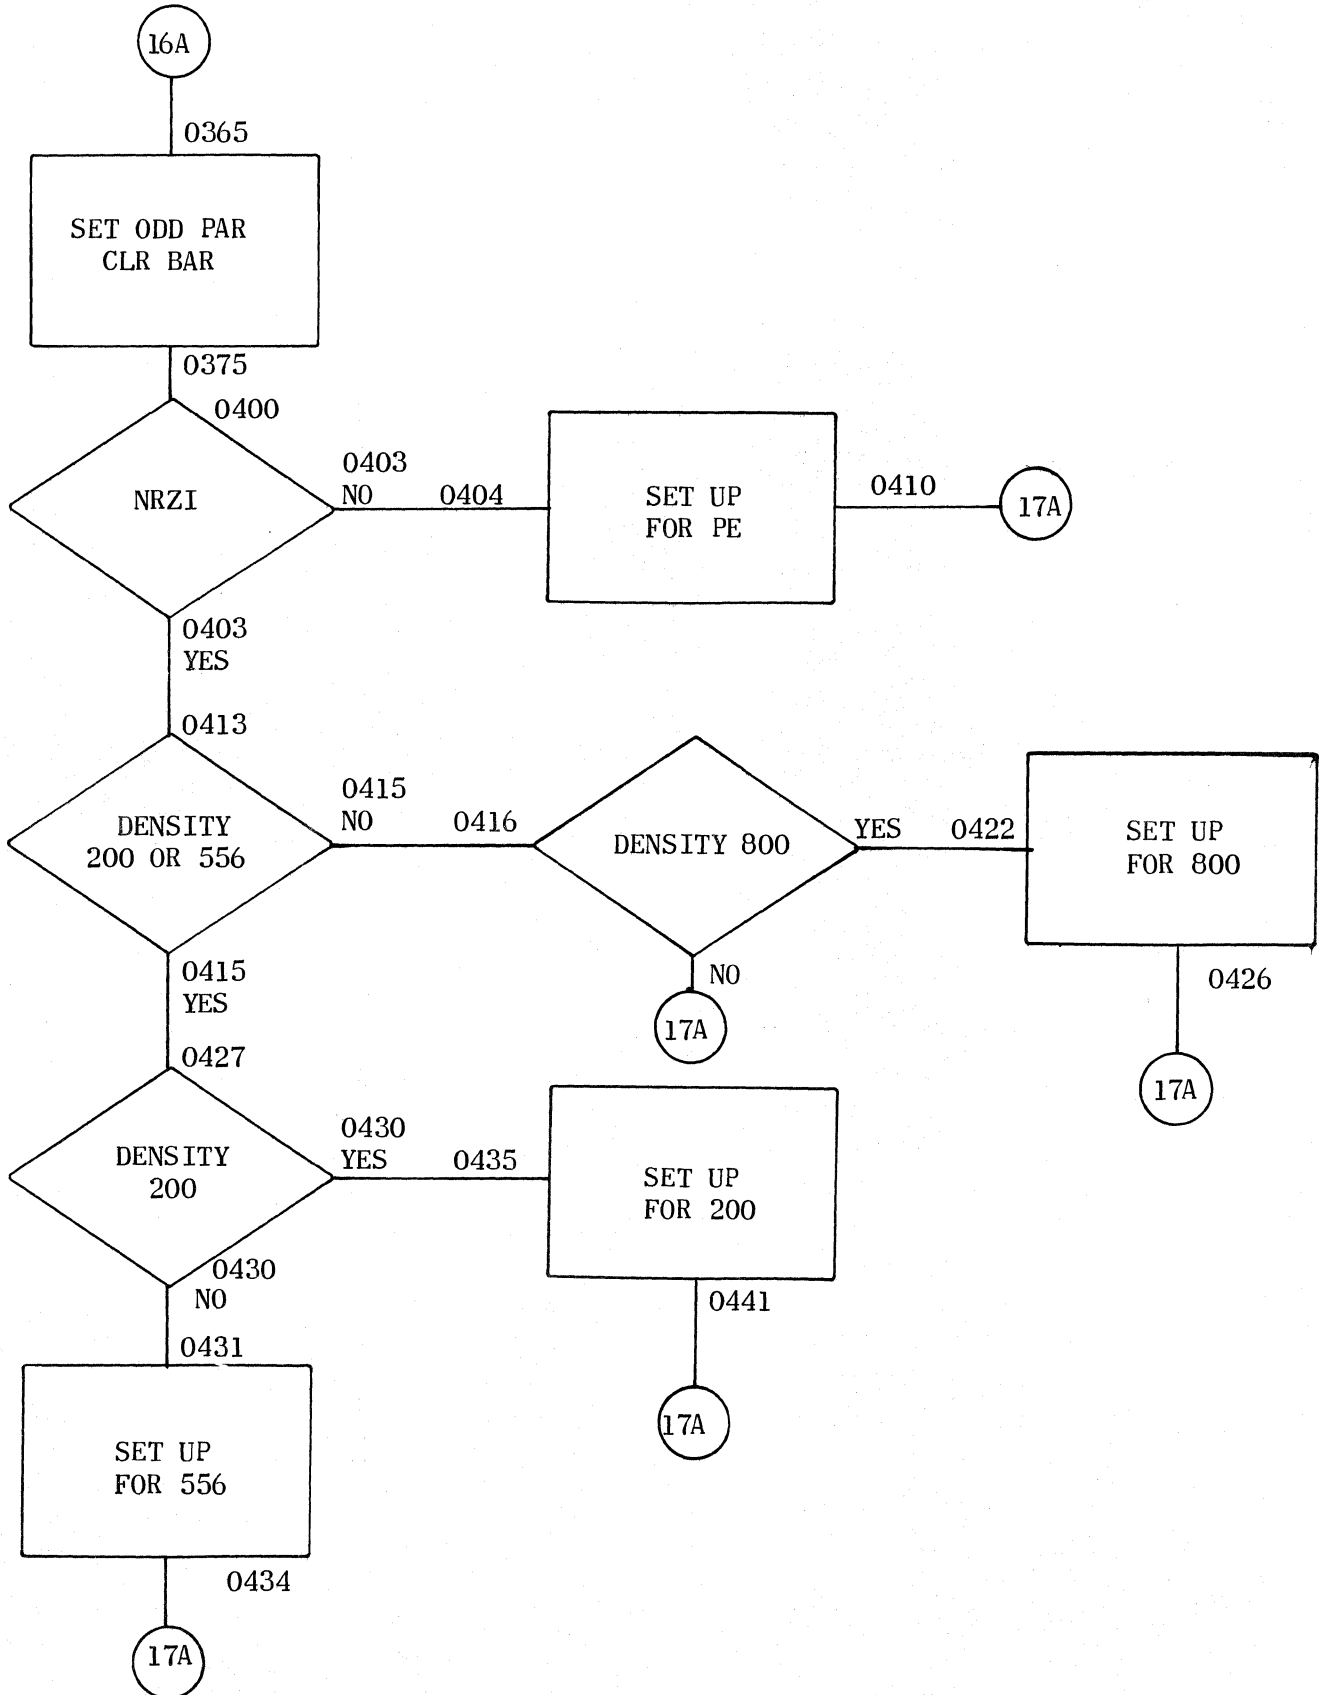 16A
0365
SET ODD PAR
CLR BAR
0375
0400
NRZI
0403
NO
0404
SET UP
FOR PE
0410
17A
0403
YES
0413
DENSITY
200 OR 556
0415
NO
0416
DENSITY 800
YES
0422
SET UP
FOR 800
0426
17A
NO
17A
0415
YES
0427
DENSITY
200
0430
YES
0435
SET UP
FOR 200
0441
17A
0430
NO
0431
SET UP
FOR 556
0434
17A